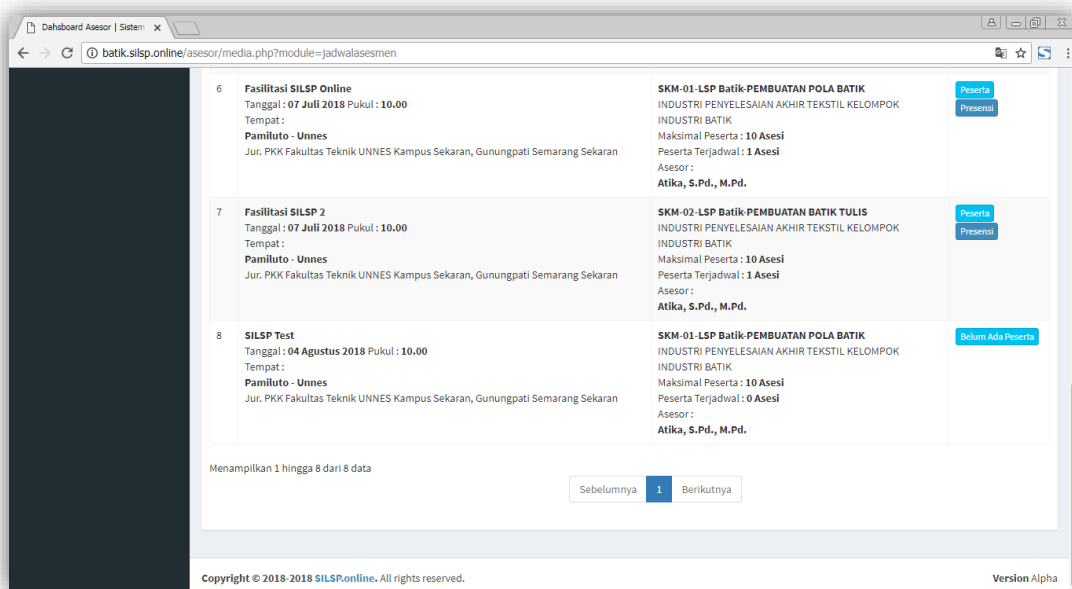 Dahsboard Asesor | Sistem
batik.silsp.online/asesor/media.php?module=jadwalasesmen
6
Fasilitasi SILSP Online
Tanggal : 07 Juli 2018 Pukul : 10.00
Tempat :
Pamiluto - Unnes
Jur. PKK Fakultas Teknik UNNES Kampus Sekaran, Gunungpati Semarang Sekaran
SKM-01-LSP Batik-PEMBUATAN POLA BATIK
INDUSTRI PENYELESAIAN AKHIR TEKSTIL KELOMPOK
INDUSTRI BATIK
Maksimal Peserta : 10 Asesi
Peserta Terjadwal : 1 Asesi
Asesor :
Atika, S.Pd., M.Pd.
Peserta
Presensi
7
Fasilitasi SILSP 2
Tanggal : 07 Juli 2018 Pukul : 10.00
Tempat :
Pamiluto - Unnes
Jur. PKK Fakultas Teknik UNNES Kampus Sekaran, Gunungpati Semarang Sekaran
SKM-02-LSP Batik-PEMBUATAN BATIK TULIS
INDUSTRI PENYELESAIAN AKHIR TEKSTIL KELOMPOK
INDUSTRI BATIK
Maksimal Peserta : 10 Asesi
Peserta Terjadwal : 1 Asesi
Asesor :
Atika, S.Pd., M.Pd.
Peserta
Presensi
8
SILSP Test
Tanggal : 04 Agustus 2018 Pukul : 10.00
Tempat :
Pamiluto - Unnes
Jur. PKK Fakultas Teknik UNNES Kampus Sekaran, Gunungpati Semarang Sekaran
SKM-01-LSP Batik-PEMBUATAN POLA BATIK
INDUSTRI PENYELESAIAN AKHIR TEKSTIL KELOMPOK
INDUSTRI BATIK
Maksimal Peserta : 10 Asesi
Peserta Terjadwal : 0 Asesi
Asesor :
Atika, S.Pd., M.Pd.
Belum Ada Peserta
Menampilkan 1 hingga 8 dari 8 data
Sebelumnya 1 Berikutnya
Copyright © 2018-2018 SILSP.online. All rights reserved.
Version Alpha